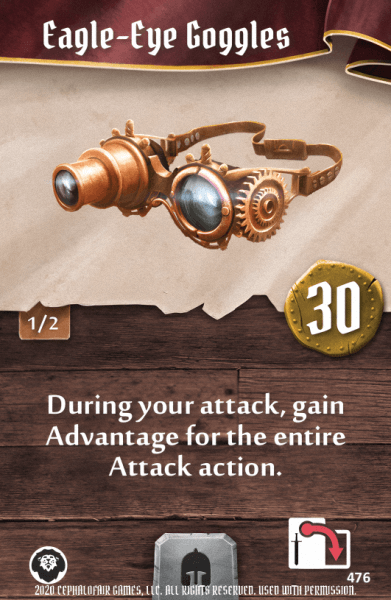 Eagle-Eye Goggles
30
1/2
During your attack, gain
Advantage for the entire
Attack action.
476
2020 CEPHALOFAIR GAMES, LLC. ALL RIGHTS RESERVED. USED WITH PERMISSION.